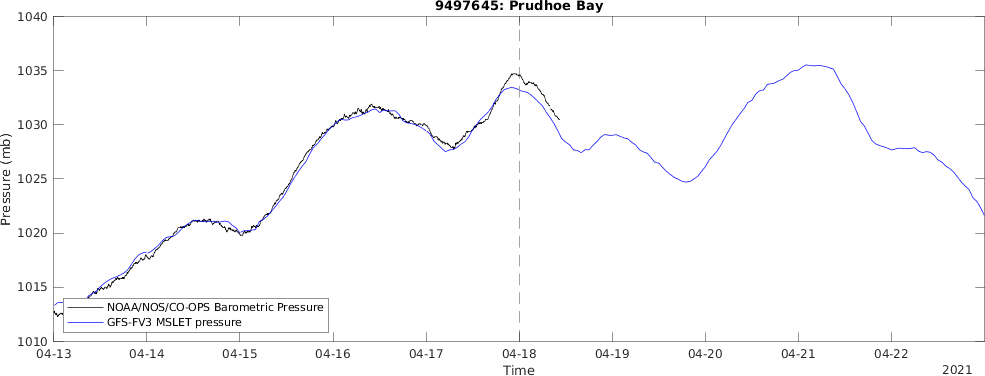 9497645: Prudhoe Bay
1040
1035
1030
1025
1020
1015
1010
Pressure (mb)
NOAA/NOS/CO-OPS Barometric Pressure
GFS-FV3 MSLET pressure
04-13 04-14 04-15 04-16 04-17 04-18 04-19 04-20 04-21 04-22
Time
2021